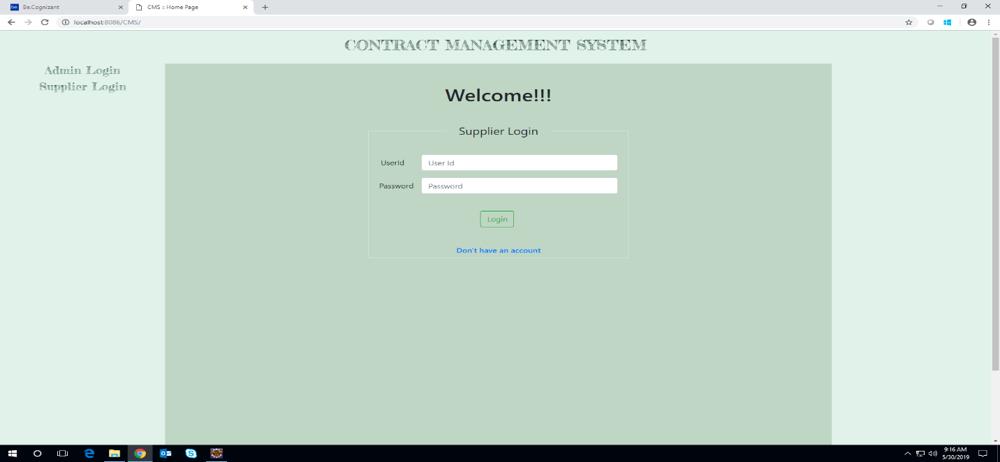 be. Be.Cognizant
CMS :: Home Page
localhost:8086/CMS/
CONTRACT MANAGEMENT SYSTEM
Admin Login
Supplier Login
Welcome!!!
Supplier Login
UserId User Id
Password Password
Login
Don't have an account
9:16 AM
5/30/2019